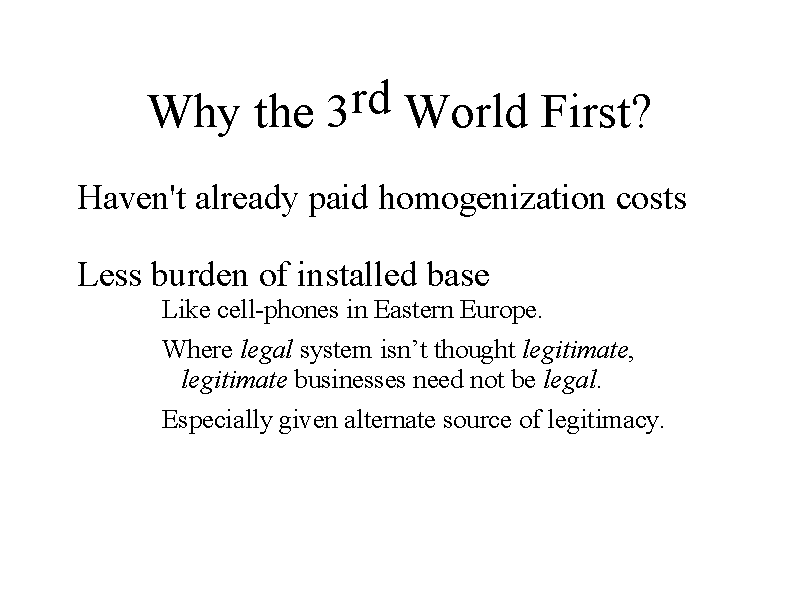 Why the 3rd World First?
Haven't already paid homogenization costs
Less burden of installed base
Like cell-phones in Eastern Europe.
Where legal system isn’t thought legitimate,
legitimate businesses need not be legal.
Especially given alternate source of legitimacy.